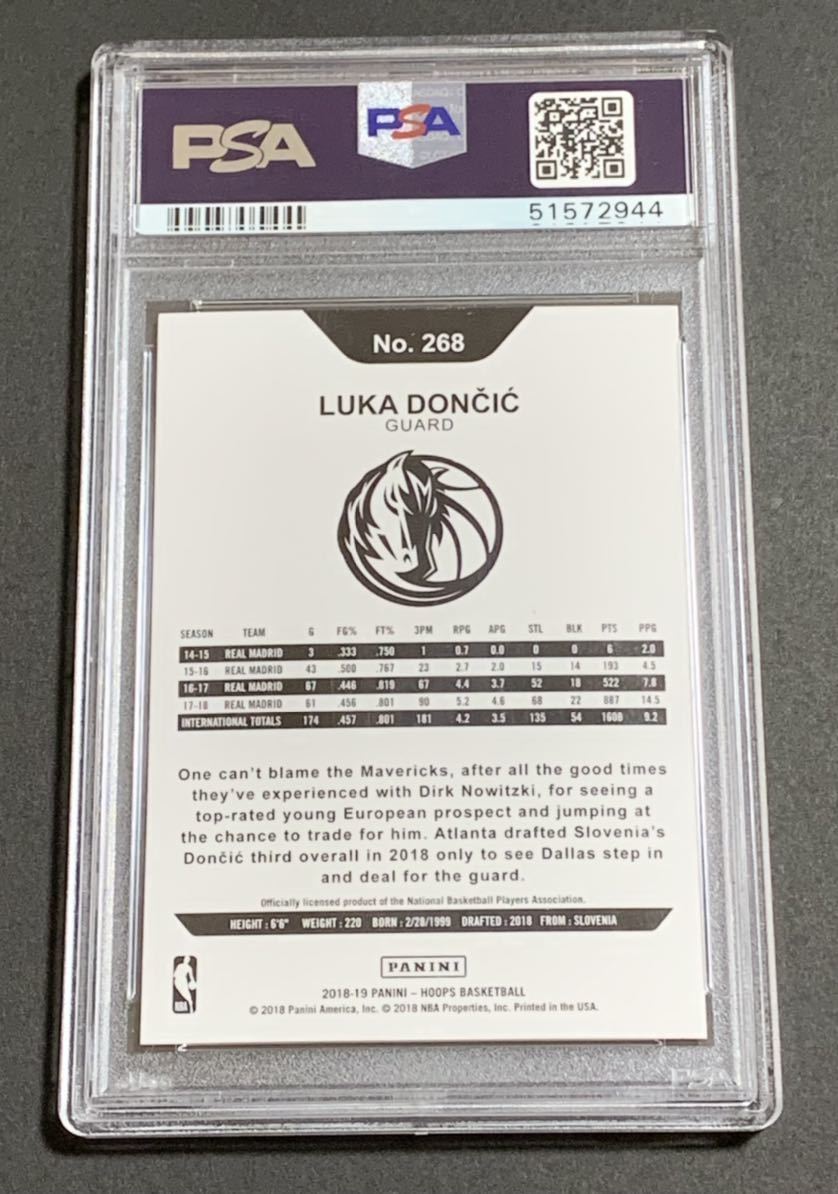 PSA
PSA
51572944
No. 268
LUKA DONČIĆ
GUARD
SEASON TEAM G FG% FT% 3PM RPG APG STL BLK PTS PPG
14-15 REAL MADRID 3 .333 .750 1 0.7 0.0 0 0 6 2.0
15-16 REAL MADRID 43 .500 .767 23 2.7 2.0 15 14 193 4.5
16-17 REAL MADRID 67 .446 .819 67 4.4 3.7 52 18 522 7.8
17-18 REAL MADRID 61 .456 .801 90 5.2 4.6 68 22 887 14.5
INTERNATIONAL TOTALS 174 .457 .801 181 4.2 3.5 135 54 1608 9.2
One can't blame the Mavericks, after all the good times
they've experienced with Dirk Nowitzki, for seeing a
top-rated young European prospect and jumping at
the chance to trade for him. Atlanta drafted Slovenia's
Dončić third overall in 2018 only to see Dallas step in
and deal for the guard.
Officially licensed product of the National Basketball Players Association.
HEIGHT : 6'6" WEIGHT : 220 BORN : 2/28/1999 DRAFTED : 2018 FROM : SLOVENIA
NBA
PANINI
2018-19 PANINI – HOOPS BASKETBALL
© 2018 Panini America, Inc. © 2018 NBA Properties, Inc. Printed in the USA.
PSA